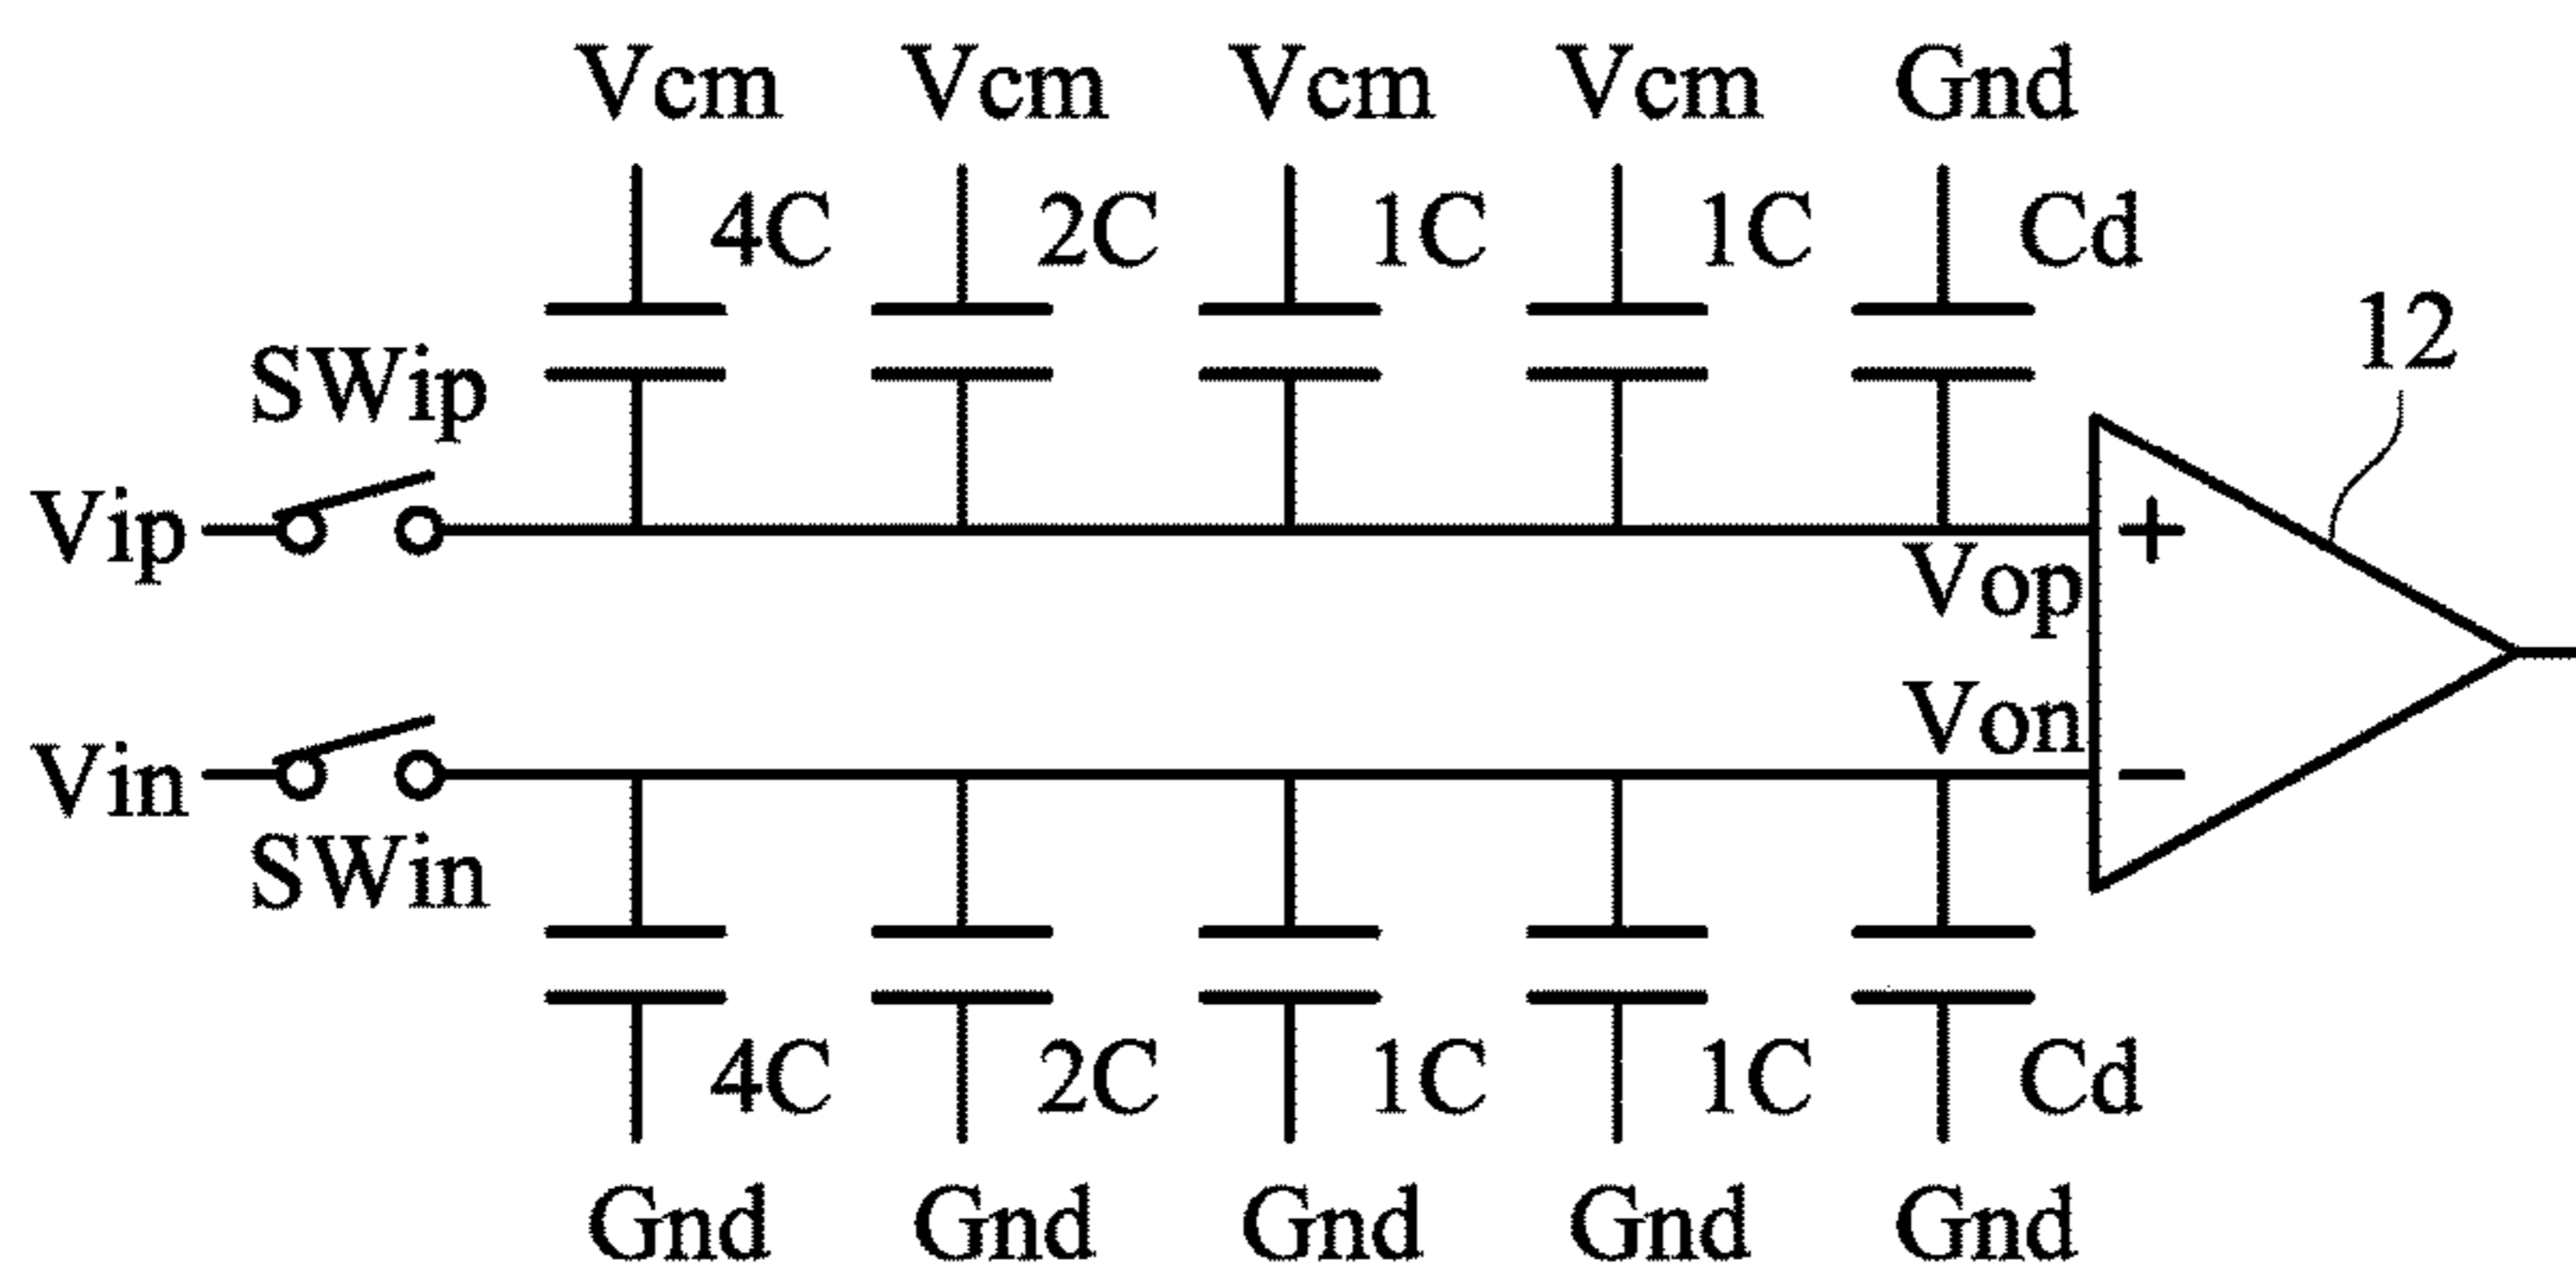 Vcm Vcm Vcm Vcm Gnd
4C 2C 1C 1C Cd
12
SWip
Vip
+
Vop
Von
Vin
−
SWin
4C 2C 1C 1C Cd
Gnd Gnd Gnd Gnd Gnd